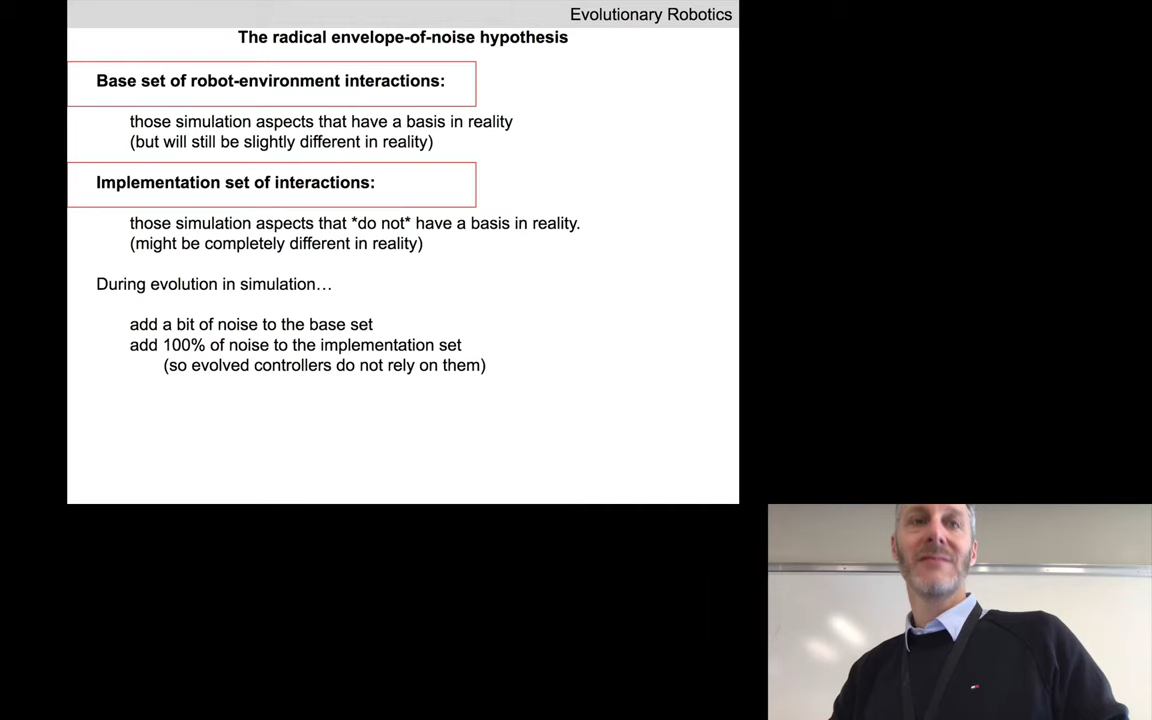 Evolutionary Robotics
The radical envelope-of-noise hypothesis
Base set of robot-environment interactions:
those simulation aspects that have a basis in reality
(but will still be slightly different in reality)
Implementation set of interactions:
those simulation aspects that *do not* have a basis in reality.
(might be completely different in reality)
During evolution in simulation…
add a bit of noise to the base set
add 100% of noise to the implementation set
(so evolved controllers do not rely on them)